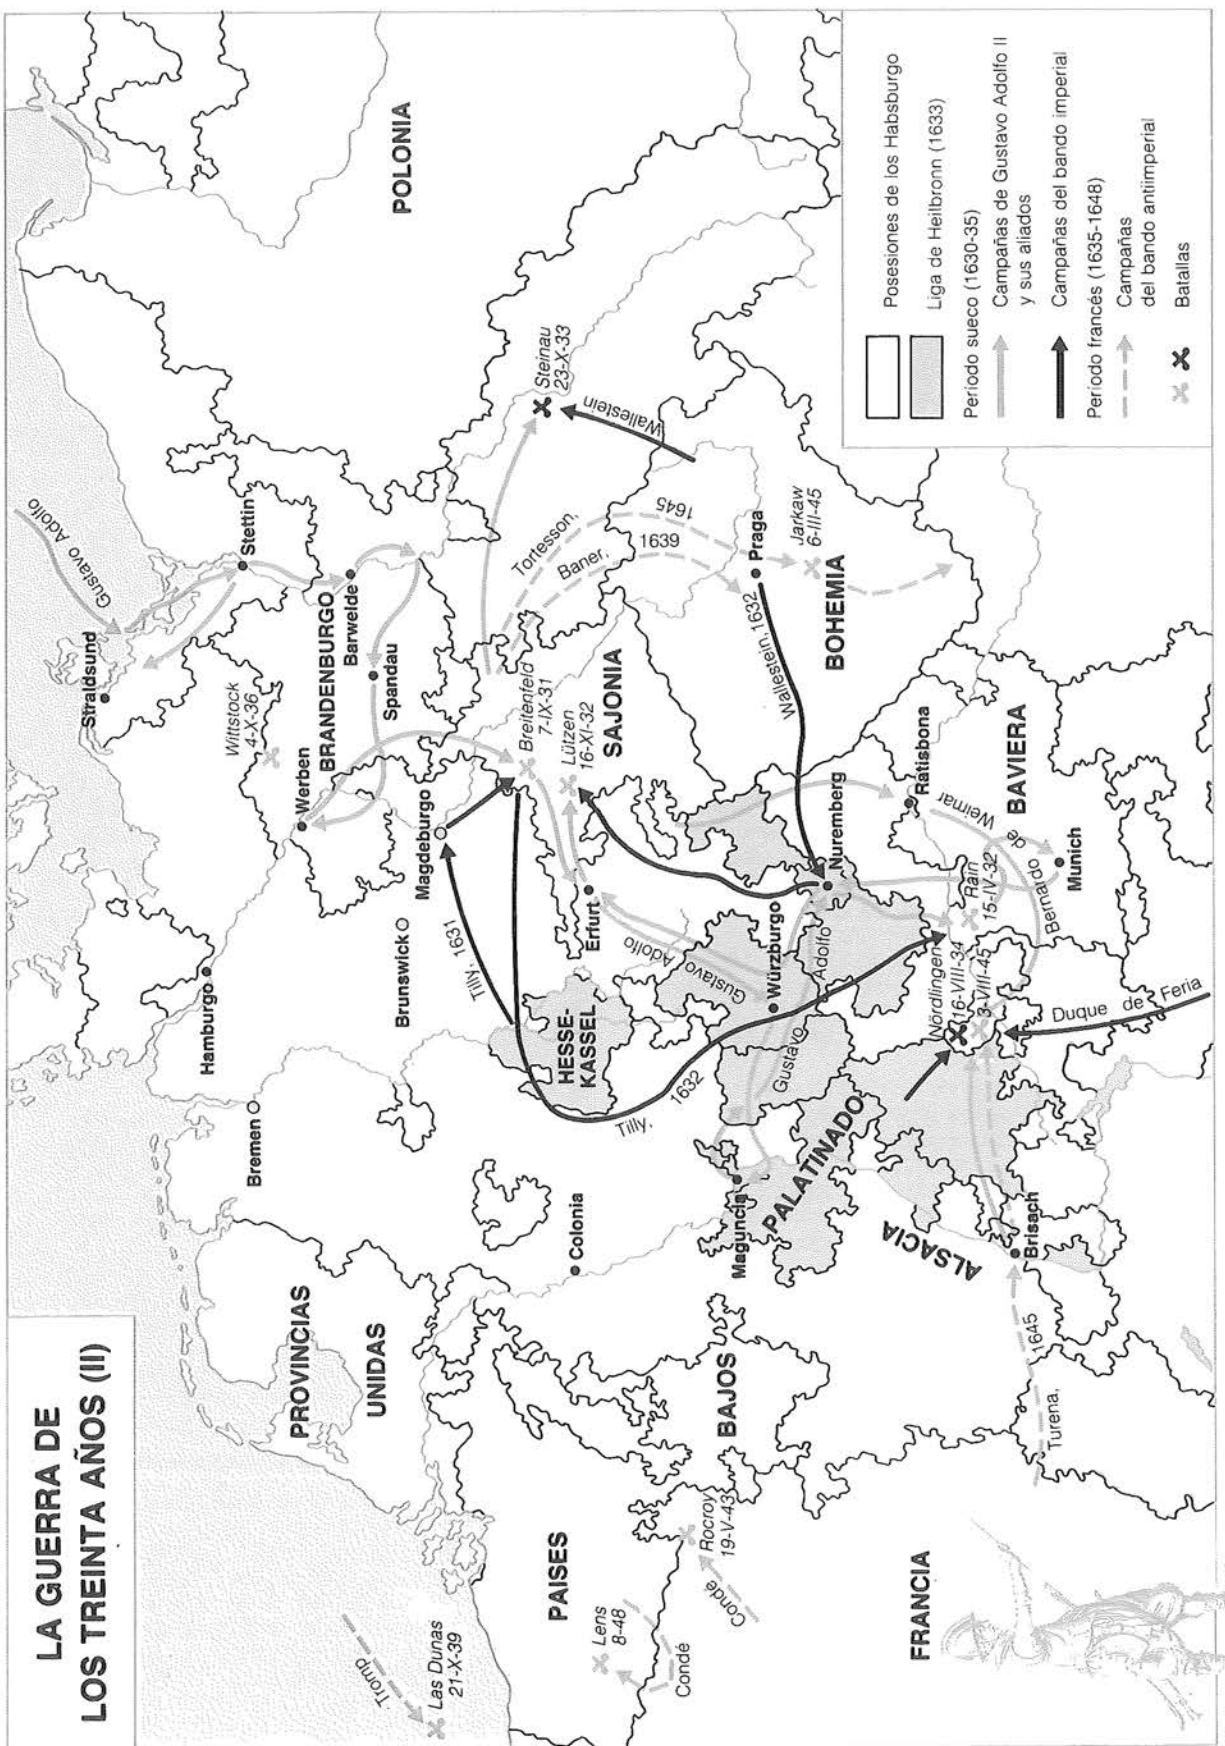 LA GUERRA DE
LOS TREINTA AÑOS (II)
Tromp
Las Dunas
21-X-39
PROVINCIAS
UNIDAS
PAISES
BAJOS
Lens
8-48
Condé
Rocroy
19-V-43
Condé
FRANCIA
Bremen
Hamburgo
Colonia
Maguncia
PALATINADO
ALSACIA
Brisach
Turena,
1645
Straldsund
Gustavo Adolfo
Stettin
Wittstock
4-X-36
BRANDENBURGO
Barwelde
Werben
Spandau
Magdeburgo
Brunswick
Tilly, 1631
HESSE-
KASSEL
Tilly,
1632
Breitenfeld
7-IX-31
Lützen
16-XI-32
SAJONIA
Erfurt
Gustavo
Adolfo
Würzburgo
Gustavo
Adolfo
Nuremberg
Nördlingen
16-VIII-34
3-VIII-45
Rain
15-IV-32
Duque de Feria
Bernardo de Weimar
Munich
BAVIERA
Ratisbona
Wallestein, 1632
Praga
BOHEMIA
Jarkaw
6-III-45
Tortesson,
1645
Baner,
1639
Wallestein
Steinau
23-X-33
POLONIA
Posesiones de los Habsburgo
Liga de Heilbronn (1633)
Período sueco (1630-35)
Campañas de Gustavo Adolfo II
y sus aliados
Campañas del bando imperial
Período francés (1635-1648)
Campañas
del bando antiimperial
Batallas